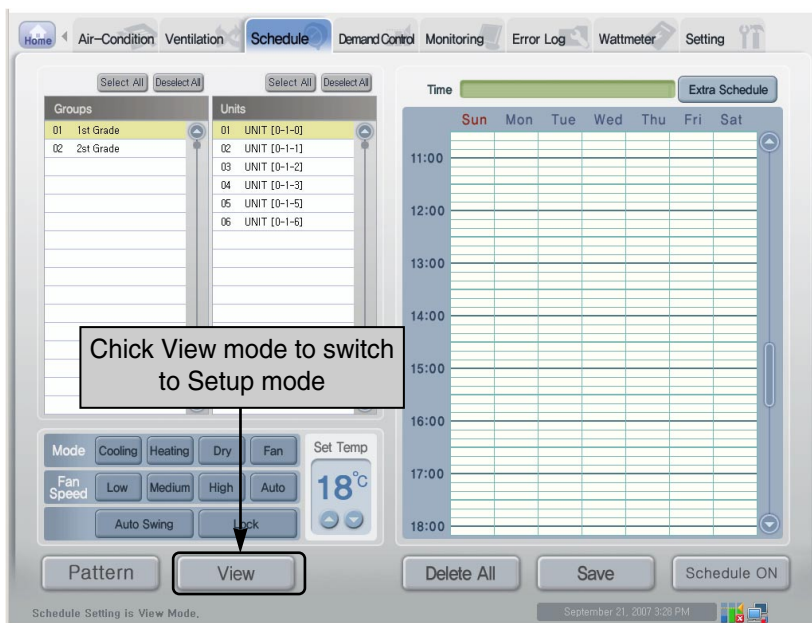 Home Air-Condition Ventilation Schedule Demand Control Monitoring Error Log Wattmeter Setting
Select All Deselect All Select All Deselect All
Groups
01 1st Grade
02 2st Grade
Units
01 UNIT [0-1-0]
02 UNIT [0-1-1]
03 UNIT [0-1-2]
04 UNIT [0-1-3]
05 UNIT [0-1-5]
06 UNIT [0-1-6]
Chick View mode to switch
to Setup mode
Mode Cooling Heating Dry Fan
Fan
Speed Low Medium High Auto
Auto Swing Lock
Set Temp
18°C
Pattern View
Time Extra Schedule
Sun Mon Tue Wed Thu Fri Sat
11:00
12:00
13:00
14:00
15:00
16:00
17:00
18:00
Delete All Save Schedule ON
Schedule Setting is View Mode.
September 21, 2007 3:28 PM